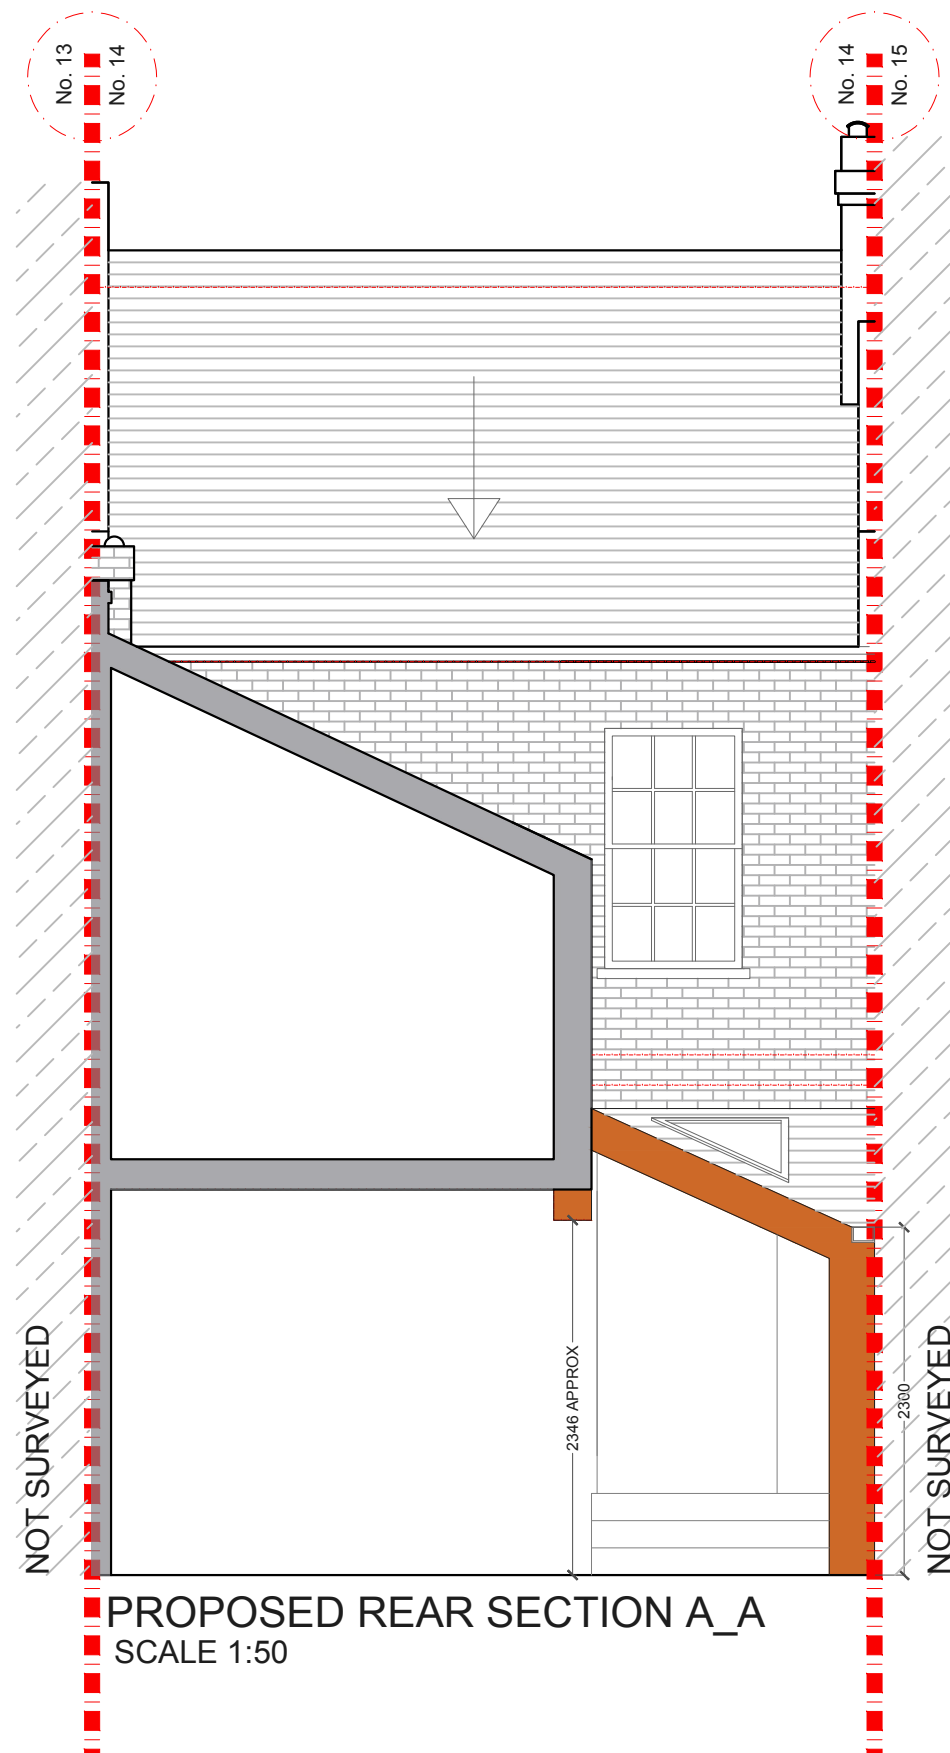 No. 13
No. 14
No. 14
No. 15
NOT SURVEYED
2346 APPROX
2300
NOT SURVEYED
PROPOSED REAR SECTION A_A
SCALE 1:50